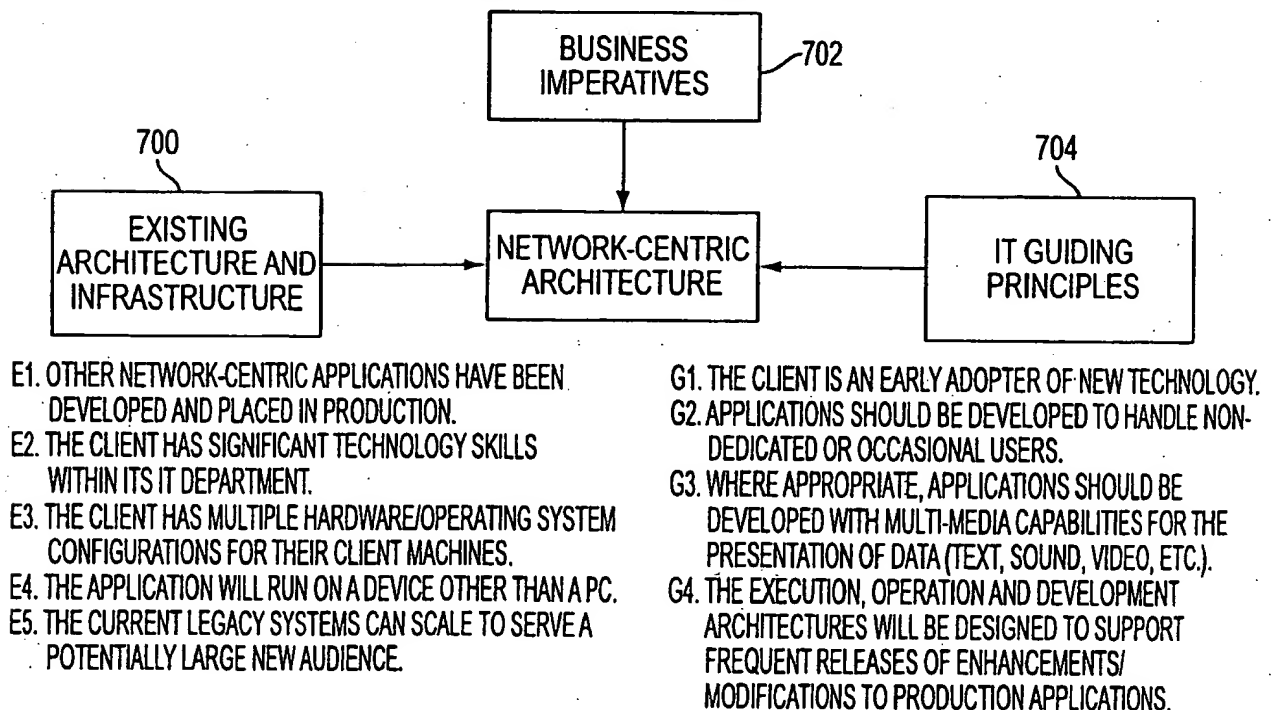 BUSINESS
IMPERATIVES
702
700
704
EXISTING
ARCHITECTURE AND
INFRASTRUCTURE
NETWORK-CENTRIC
ARCHITECTURE
IT GUIDING
PRINCIPLES
E1. OTHER NETWORK-CENTRIC APPLICATIONS HAVE BEEN
DEVELOPED AND PLACED IN PRODUCTION.
E2. THE CLIENT HAS SIGNIFICANT TECHNOLOGY SKILLS
WITHIN ITS IT DEPARTMENT.
E3. THE CLIENT HAS MULTIPLE HARDWARE/OPERATING SYSTEM
CONFIGURATIONS FOR THEIR CLIENT MACHINES.
E4. THE APPLICATION WILL RUN ON A DEVICE OTHER THAN A PC.
E5. THE CURRENT LEGACY SYSTEMS CAN SCALE TO SERVE A
POTENTIALLY LARGE NEW AUDIENCE.
G1. THE CLIENT IS AN EARLY ADOPTER OF NEW TECHNOLOGY.
G2. APPLICATIONS SHOULD BE DEVELOPED TO HANDLE NON-
DEDICATED OR OCCASIONAL USERS.
G3. WHERE APPROPRIATE, APPLICATIONS SHOULD BE
DEVELOPED WITH MULTI-MEDIA CAPABILITIES FOR THE
PRESENTATION OF DATA (TEXT, SOUND, VIDEO, ETC.).
G4. THE EXECUTION, OPERATION AND DEVELOPMENT
ARCHITECTURES WILL BE DESIGNED TO SUPPORT
FREQUENT RELEASES OF ENHANCEMENTS/
MODIFICATIONS TO PRODUCTION APPLICATIONS.